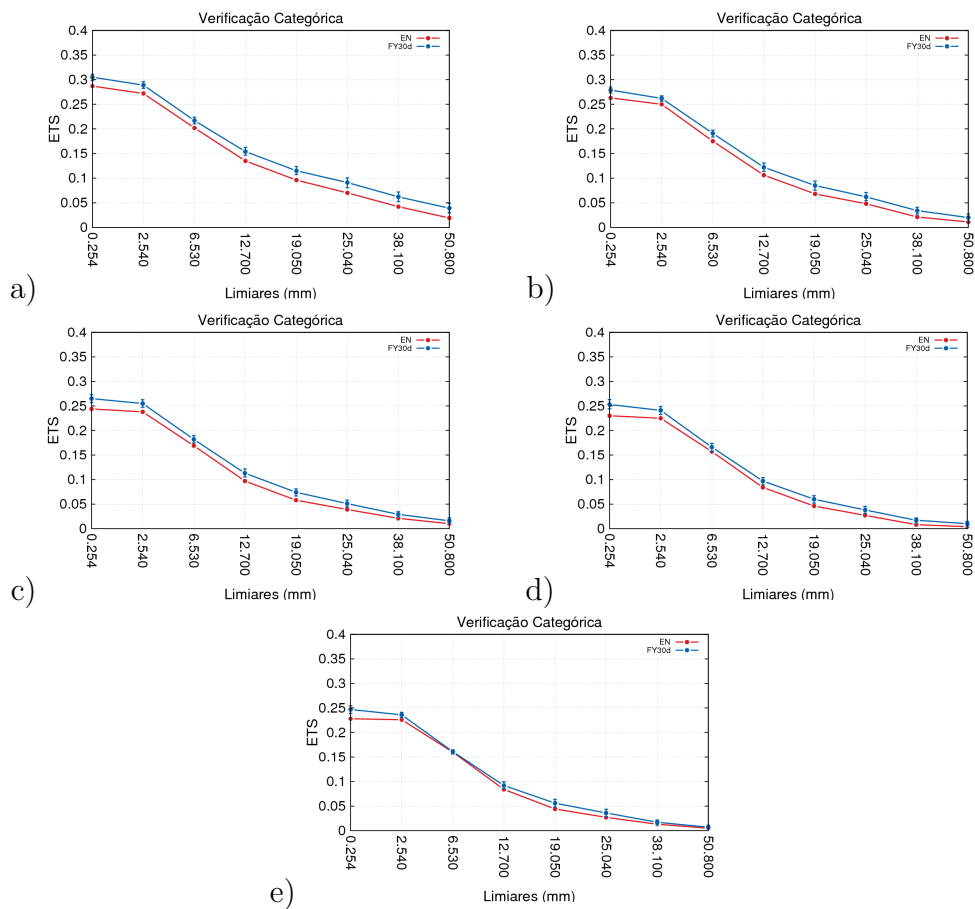 Verificação Categórica
0.4
0.35
0.3
0.25
0.2
0.15
0.1
0.05
0
ETS
EN
FY30d
0.254
2.540
6.530
12.700
19.050
25.040
38.100
50.800
Limiares (mm)
a)
Verificação Categórica
0.4
0.35
0.3
0.25
0.2
0.15
0.1
0.05
0
ETS
EN
FY30d
0.254
2.540
6.530
12.700
19.050
25.040
38.100
50.800
Limiares (mm)
b)
Verificação Categórica
0.4
0.35
0.3
0.25
0.2
0.15
0.1
0.05
0
ETS
EN
FY30d
0.254
2.540
6.530
12.700
19.050
25.040
38.100
50.800
Limiares (mm)
c)
Verificação Categórica
0.4
0.35
0.3
0.25
0.2
0.15
0.1
0.05
0
ETS
EN
FY30d
0.254
2.540
6.530
12.700
19.050
25.040
38.100
50.800
Limiares (mm)
d)
Verificação Categórica
0.4
0.35
0.3
0.25
0.2
0.15
0.1
0.05
0
ETS
EN
FY30d
0.254
2.540
6.530
12.700
19.050
25.040
38.100
50.800
Limiares (mm)
e)